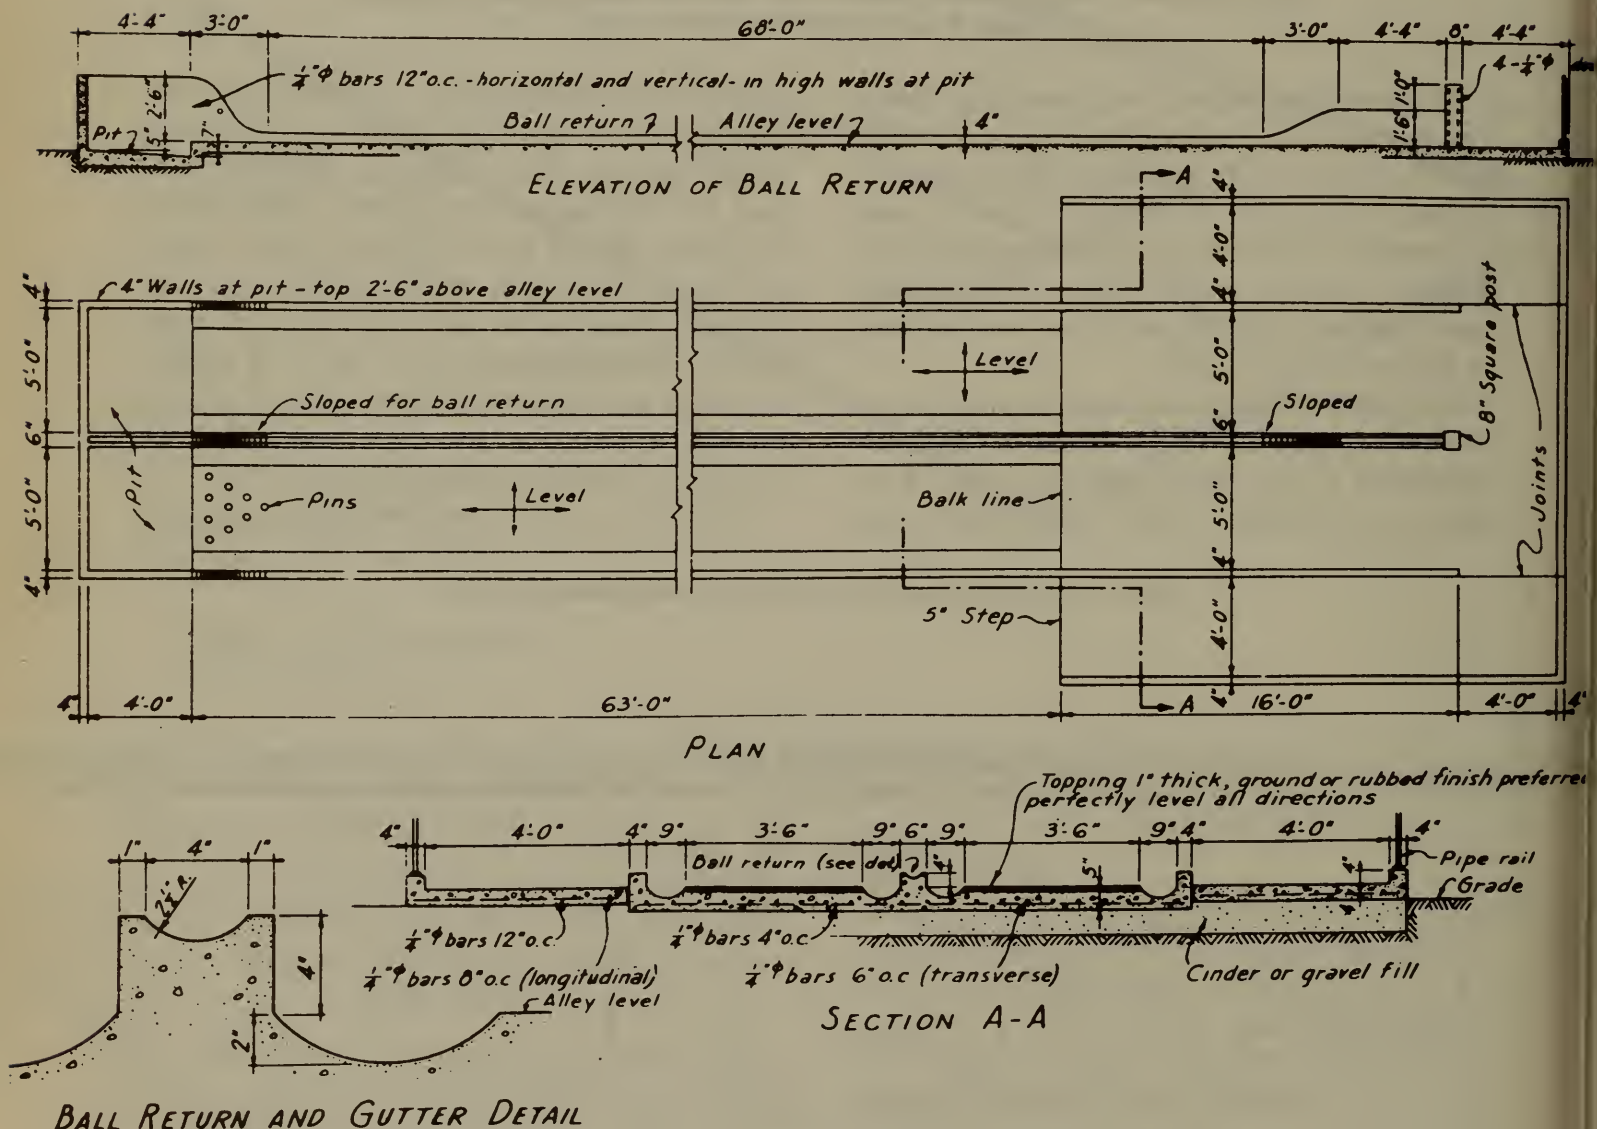 4'-4" 3'-0" 68'-0" 3'-0" 4'-4" 8" 4'-4"
¼"ϕ bars 12" o.c. - horizontal and vertical - in high walls at pit
4-¼"ϕ
2'-6"
5"
7"
Pit
Ball return
Alley level
4"
1'-0"
1'-6"
ELEVATION OF BALL RETURN
A
4"
4'-0"
4"
4" Walls at pit - top 2'-6" above alley level
4"
5'-0"
6"
5'-0"
4"
Level
5'-0"
8" Square post
Sloped for ball return
Sloped
6"
Pit
Pins
Level
Balk line
5'-0"
Joints
4"
5" Step
4'-0"
4"
4" 4'-0" 63'-0" A 16'-0" 4'-0" 4"
PLAN
Topping 1" thick, ground or rubbed finish preferre
perfectly level all directions
4" 4'-0" 4" 9" 3'-6" 9" 6" 9" 3'-6" 9" 4" 4'-0" 4"
Ball return (see det)
4"
5"
4"
4"
Pipe rail
Grade
¼"ϕ bars 12" o.c.
¼"ϕ bars 4" o.c.
¼"ϕ bars 8" o.c (longitudinal)
¼"ϕ bars 6" o.c (transverse)
Cinder or gravel fill
SECTION A-A
1" 4" 1"
2½" R.
4"
Alley level
2"
BALL RETURN AND GUTTER DETAIL